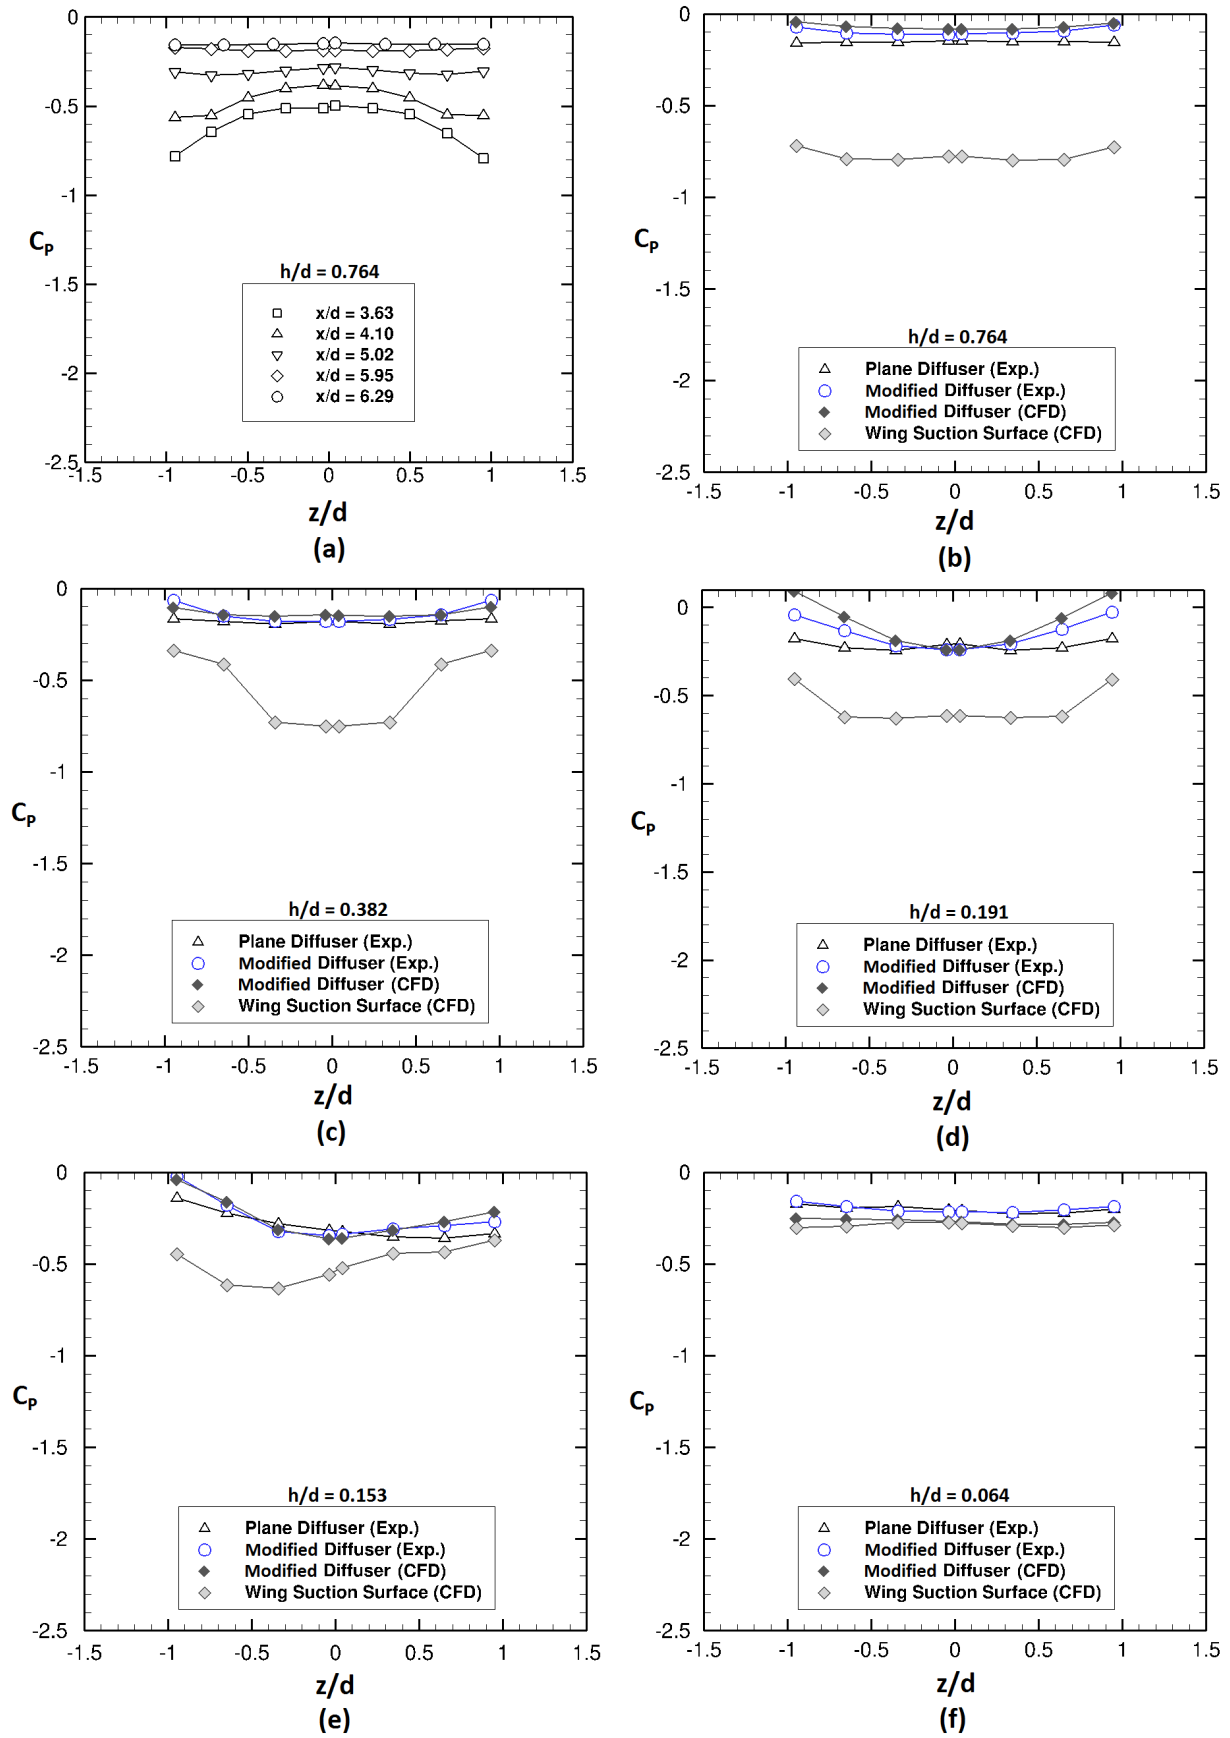 0
-0.5
-1
C_P
-1.5
-2
-2.5
h/d = 0.764
x/d = 3.63
x/d = 4.10
x/d = 5.02
x/d = 5.95
x/d = 6.29
-1.5 -1 -0.5 0 0.5 1 1.5
z/d
(a)
0
-0.5
C_P
-1
-1.5
-2
-2.5
h/d = 0.764
Plane Diffuser (Exp.)
Modified Diffuser (Exp.)
Modified Diffuser (CFD)
Wing Suction Surface (CFD)
-1.5 -1 -0.5 0 0.5 1 1.5
z/d
(b)
0
-0.5
-1
C_P
-1.5
-2
-2.5
h/d = 0.382
Plane Diffuser (Exp.)
Modified Diffuser (Exp.)
Modified Diffuser (CFD)
Wing Suction Surface (CFD)
-1.5 -1 -0.5 0 0.5 1 1.5
z/d
(c)
0
-0.5
-1
C_P
-1.5
-2
-2.5
h/d = 0.191
Plane Diffuser (Exp.)
Modified Diffuser (Exp.)
Modified Diffuser (CFD)
Wing Suction Surface (CFD)
-1.5 -1 -0.5 0 0.5 1 1.5
z/d
(d)
0
-0.5
-1
C_P
-1.5
-2
-2.5
h/d = 0.153
Plane Diffuser (Exp.)
Modified Diffuser (Exp.)
Modified Diffuser (CFD)
Wing Suction Surface (CFD)
-1.5 -1 -0.5 0 0.5 1 1.5
z/d
(e)
0
-0.5
-1
C_P
-1.5
-2
-2.5
h/d = 0.064
Plane Diffuser (Exp.)
Modified Diffuser (Exp.)
Modified Diffuser (CFD)
Wing Suction Surface (CFD)
-1.5 -1 -0.5 0 0.5 1 1.5
z/d
(f)